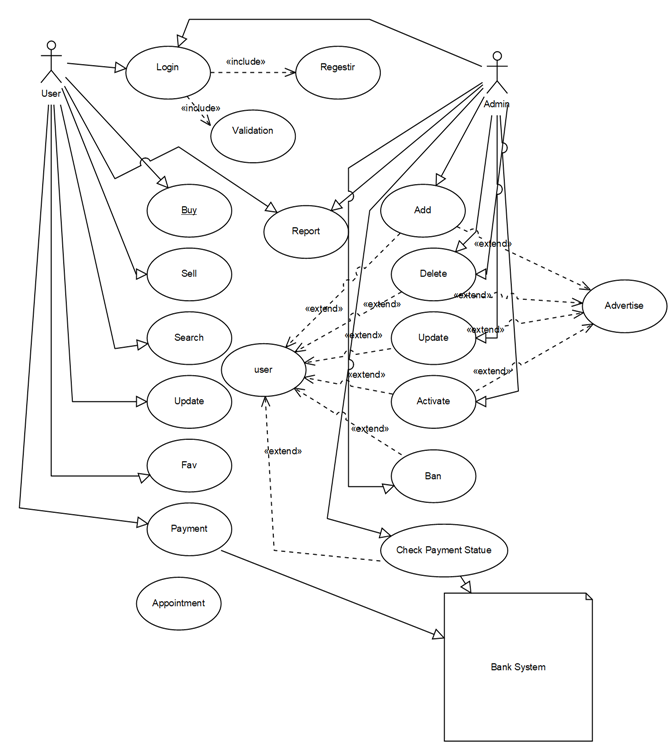 Login
«include»
Regestir
User
Admin
«include»
Validation
Buy
Add
Report
«extend»
Sell
Delete
«extend»
Advertise
«extend»
Search
«extend»
Update
«extend»
user
«extend»
«extend»
Update
Activate
«extend»
«extend»
Fav
Ban
Payment
Check Payment Statue
Appointment
Bank System